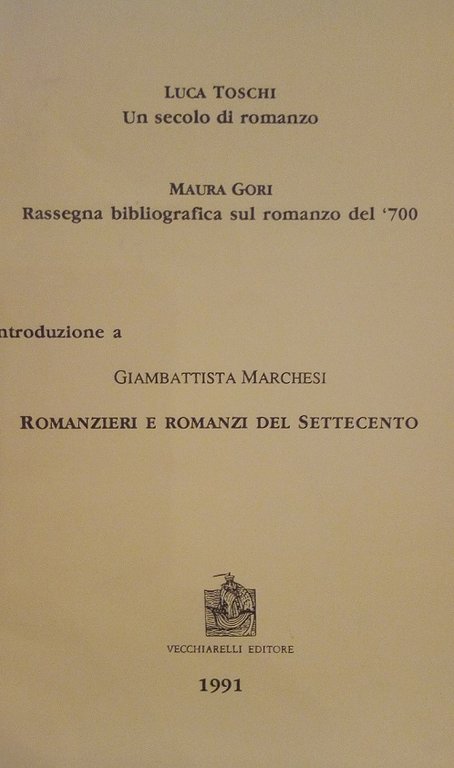 LUCA TOSCHI
Un secolo di romanzo
MAURA GORI
Rassegna bibliografica sul romanzo del '700
ntroduzione a
GIAMBATTISTA MARCHESI
ROMANZIERI E ROMANZI DEL SETTECENTO
VECCHIARELLI EDITORE
1991